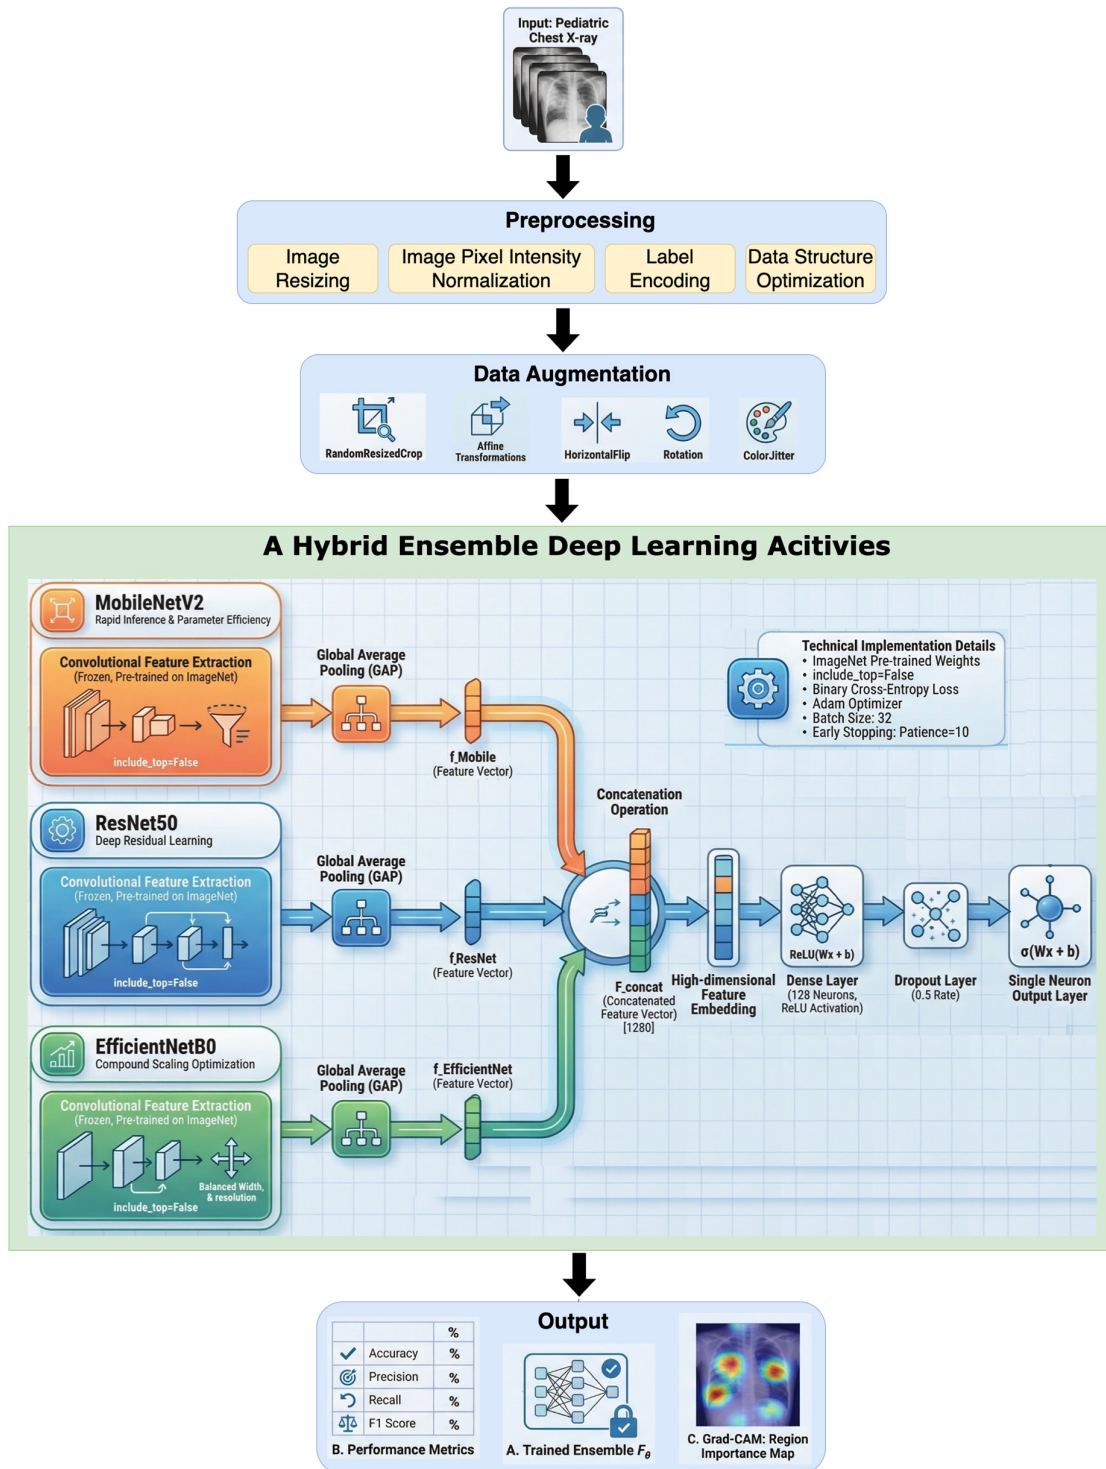 Input: Pediatric
Chest X-ray
Preprocessing
Image
Resizing
Image Pixel Intensity
Normalization
Label
Encoding
Data Structure
Optimization
Data Augmentation
RandomResizedCrop
Affine
Transformations
HorizontalFlip
Rotation
ColorJitter
A Hybrid Ensemble Deep Learning Acitivies
MobileNetV2
Rapid Inference & Parameter Efficiency
Convolutional Feature Extraction
(Frozen, Pre-trained on ImageNet)
include_top=False
Global Average
Pooling (GAP)
f_Mobile
(Feature Vector)
Technical Implementation Details
• ImageNet Pre-trained Weights
• include_top=False
• Binary Cross-Entropy Loss
• Adam Optimizer
• Batch Size: 32
• Early Stopping: Patience=10
ResNet50
Deep Residual Learning
Convolutional Feature Extraction
(Frozen, Pre-trained on ImageNet)
include_top=False
Global Average
Pooling (GAP)
f_ResNet
(Feature Vector)
EfficientNetB0
Compound Scaling Optimization
Convolutional Feature Extraction
(Frozen, Pre-trained on ImageNet)
Balanced Width,
& resolution
include_top=False
Global Average
Pooling (GAP)
f_EfficientNet
(Feature Vector)
Concatenation
Operation
F_concat
(Concatenated
Feature Vector)
[1280]
High-dimensional
Feature
Embedding
ReLU(Wx + b)
Dense Layer
(128 Neurons,
ReLU Activation)
Dropout Layer
(0.5 Rate)
σ(Wx + b)
Single Neuron
Output Layer
Output
%
Accuracy %
Precision %
Recall %
F1 Score %
B. Performance Metrics
A. Trained Ensemble Fθ
C. Grad-CAM: Region
Importance Map